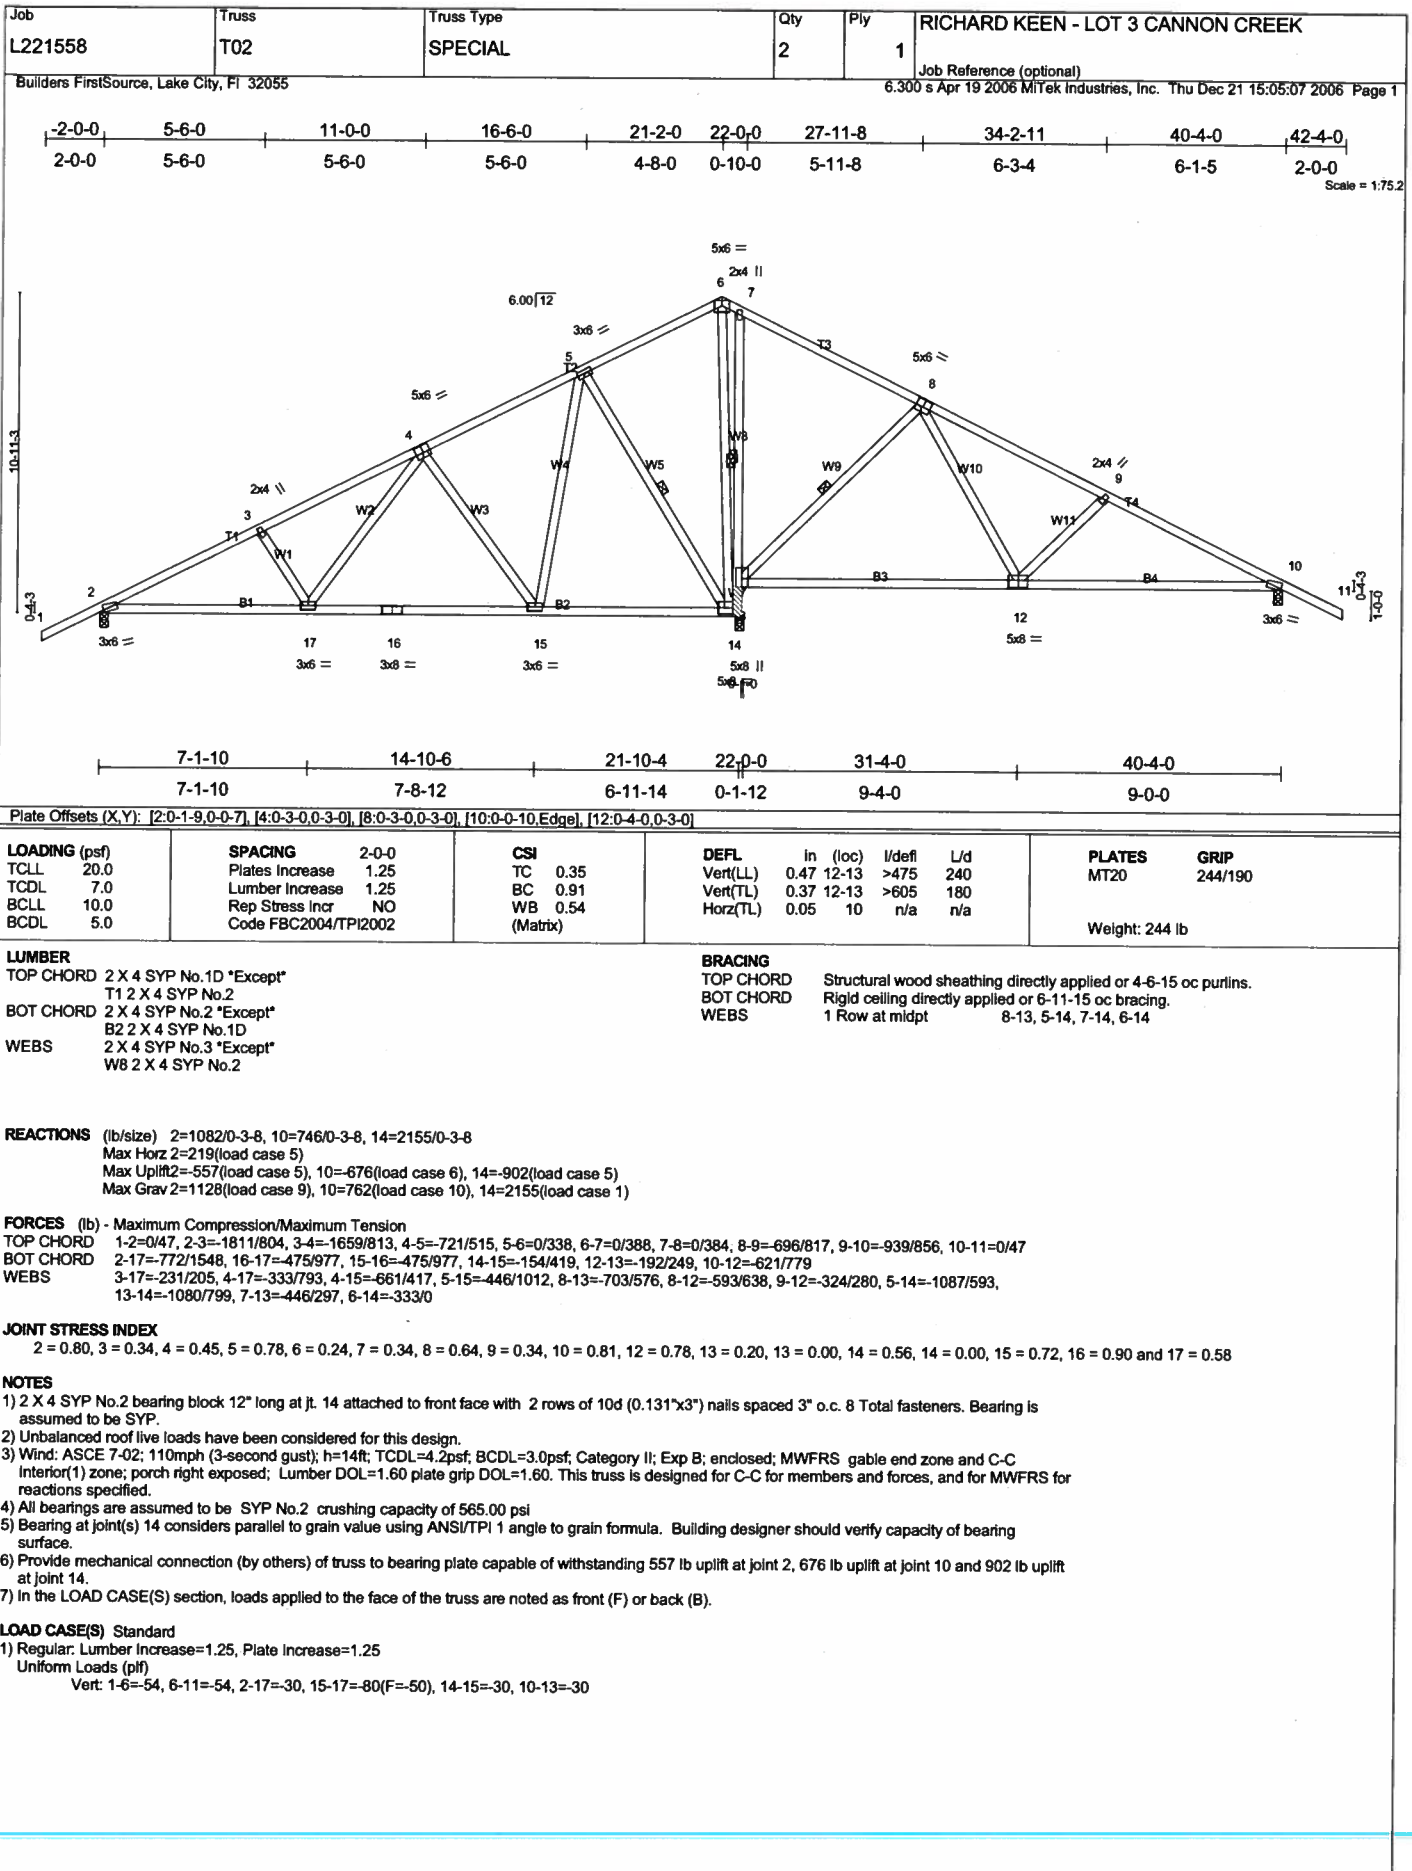 Job
Truss
Truss Type
Qty
Ply
RICHARD KEEN - LOT 3 CANNON CREEK
L221558
T02
SPECIAL
2
1
Job Reference (optional)
Builders FirstSource, Lake City, Fl 32055
6.300 s Apr 19 2006 MiTek Industries, Inc. Thu Dec 21 15:05:07 2006 Page 1
-2-0-0 5-6-0 11-0-0 16-6-0 21-2-0 22-0-0 27-11-8 34-2-11 40-4-0 42-4-0
2-0-0 5-6-0 5-6-0 5-6-0 4-8-0 0-10-0 5-11-8 6-3-4 6-1-5 2-0-0
Scale = 1:75.2
5x6 =
2x4 ||
6
7
6.00 12
3x6
T3
5x6
5
T2
8
5x6
4
W8
10-11-3
W4
W5
W9
W10
2x4
9
T4
2x4 \\
3
W2
W3
W11
T1
W1
10
2
B1
B2
B3
B4
11
0-4-3
1
0-4-3
1-0-0
3x6 =
17
16
15
14
12
3x6 =
3x6 =
3x8 =
3x6 =
5x8 ||
5x8 =
7-1-10 14-10-6 21-10-4 22-0-0 31-4-0 40-4-0
7-1-10 7-8-12 6-11-14 0-1-12 9-4-0 9-0-0
Plate Offsets (X,Y): [2:0-1-9,0-0-7], [4:0-3-0,0-3-0], [8:0-3-0,0-3-0], [10:0-0-10,Edge], [12:0-4-0,0-3-0]
LOADING (psf)
TCLL 20.0
TCDL 7.0
BCLL 10.0
BCDL 5.0
SPACING 2-0-0
Plates Increase 1.25
Lumber Increase 1.25
Rep Stress Incr NO
Code FBC2004/TPI2002
CSI
TC 0.35
BC 0.91
WB 0.54
(Matrix)
DEFL in (loc) l/defl L/d
Vert(LL) 0.47 12-13 >475 240
Vert(TL) 0.37 12-13 >605 180
Horz(TL) 0.05 10 n/a n/a
PLATES GRIP
MT20 244/190
Weight: 244 lb
LUMBER
TOP CHORD 2 X 4 SYP No.1D *Except*
T1 2 X 4 SYP No.2
BOT CHORD 2 X 4 SYP No.2 *Except*
B2 2 X 4 SYP No.1D
WEBS 2 X 4 SYP No.3 *Except*
W8 2 X 4 SYP No.2
BRACING
TOP CHORD Structural wood sheathing directly applied or 4-6-15 oc purlins.
BOT CHORD Rigid ceiling directly applied or 6-11-15 oc bracing.
WEBS 1 Row at midpt 8-13, 5-14, 7-14, 6-14
REACTIONS (lb/size) 2=1082/0-3-8, 10=746/0-3-8, 14=2155/0-3-8
Max Horz 2=219(load case 5)
Max Uplift2=-557(load case 5), 10=-676(load case 6), 14=-902(load case 5)
Max Grav 2=1128(load case 9), 10=762(load case 10), 14=2155(load case 1)
FORCES (lb) - Maximum Compression/Maximum Tension
TOP CHORD 1-2=0/47, 2-3=-1811/804, 3-4=-1659/813, 4-5=-721/515, 5-6=0/338, 6-7=0/388, 7-8=0/384, 8-9=-696/817, 9-10=-939/856, 10-11=0/47
BOT CHORD 2-17=-772/1548, 16-17=-475/977, 15-16=-475/977, 14-15=-154/419, 12-13=-192/249, 10-12=-621/779
WEBS 3-17=-231/205, 4-17=-333/793, 4-15=-661/417, 5-15=-446/1012, 8-13=-703/576, 8-12=-593/638, 9-12=-324/280, 5-14=-1087/593,
13-14=-1080/799, 7-13=-446/297, 6-14=-333/0
JOINT STRESS INDEX
2 = 0.80, 3 = 0.34, 4 = 0.45, 5 = 0.78, 6 = 0.24, 7 = 0.34, 8 = 0.64, 9 = 0.34, 10 = 0.81, 12 = 0.78, 13 = 0.20, 13 = 0.00, 14 = 0.56, 14 = 0.00, 15 = 0.72, 16 = 0.90 and 17 = 0.58
NOTES
1) 2 X 4 SYP No.2 bearing block 12" long at jt. 14 attached to front face with 2 rows of 10d (0.131"x3") nails spaced 3" o.c. 8 Total fasteners. Bearing is
assumed to be SYP.
2) Unbalanced roof live loads have been considered for this design.
3) Wind: ASCE 7-02; 110mph (3-second gust); h=14ft; TCDL=4.2psf; BCDL=3.0psf; Category II; Exp B; enclosed; MWFRS gable end zone and C-C
Interior(1) zone; porch right exposed; Lumber DOL=1.60 plate grip DOL=1.60. This truss is designed for C-C for members and forces, and for MWFRS for
reactions specified.
4) All bearings are assumed to be SYP No.2 crushing capacity of 565.00 psi
5) Bearing at joint(s) 14 considers parallel to grain value using ANSI/TPI 1 angle to grain formula. Building designer should verify capacity of bearing
surface.
6) Provide mechanical connection (by others) of truss to bearing plate capable of withstanding 557 lb uplift at joint 2, 676 lb uplift at joint 10 and 902 lb uplift
at joint 14.
7) In the LOAD CASE(S) section, loads applied to the face of the truss are noted as front (F) or back (B).
LOAD CASE(S) Standard
1) Regular: Lumber Increase=1.25, Plate Increase=1.25
Uniform Loads (plf)
Vert: 1-6=-54, 6-11=-54, 2-17=-30, 15-17=-80(F=-50), 14-15=-30, 10-13=-30